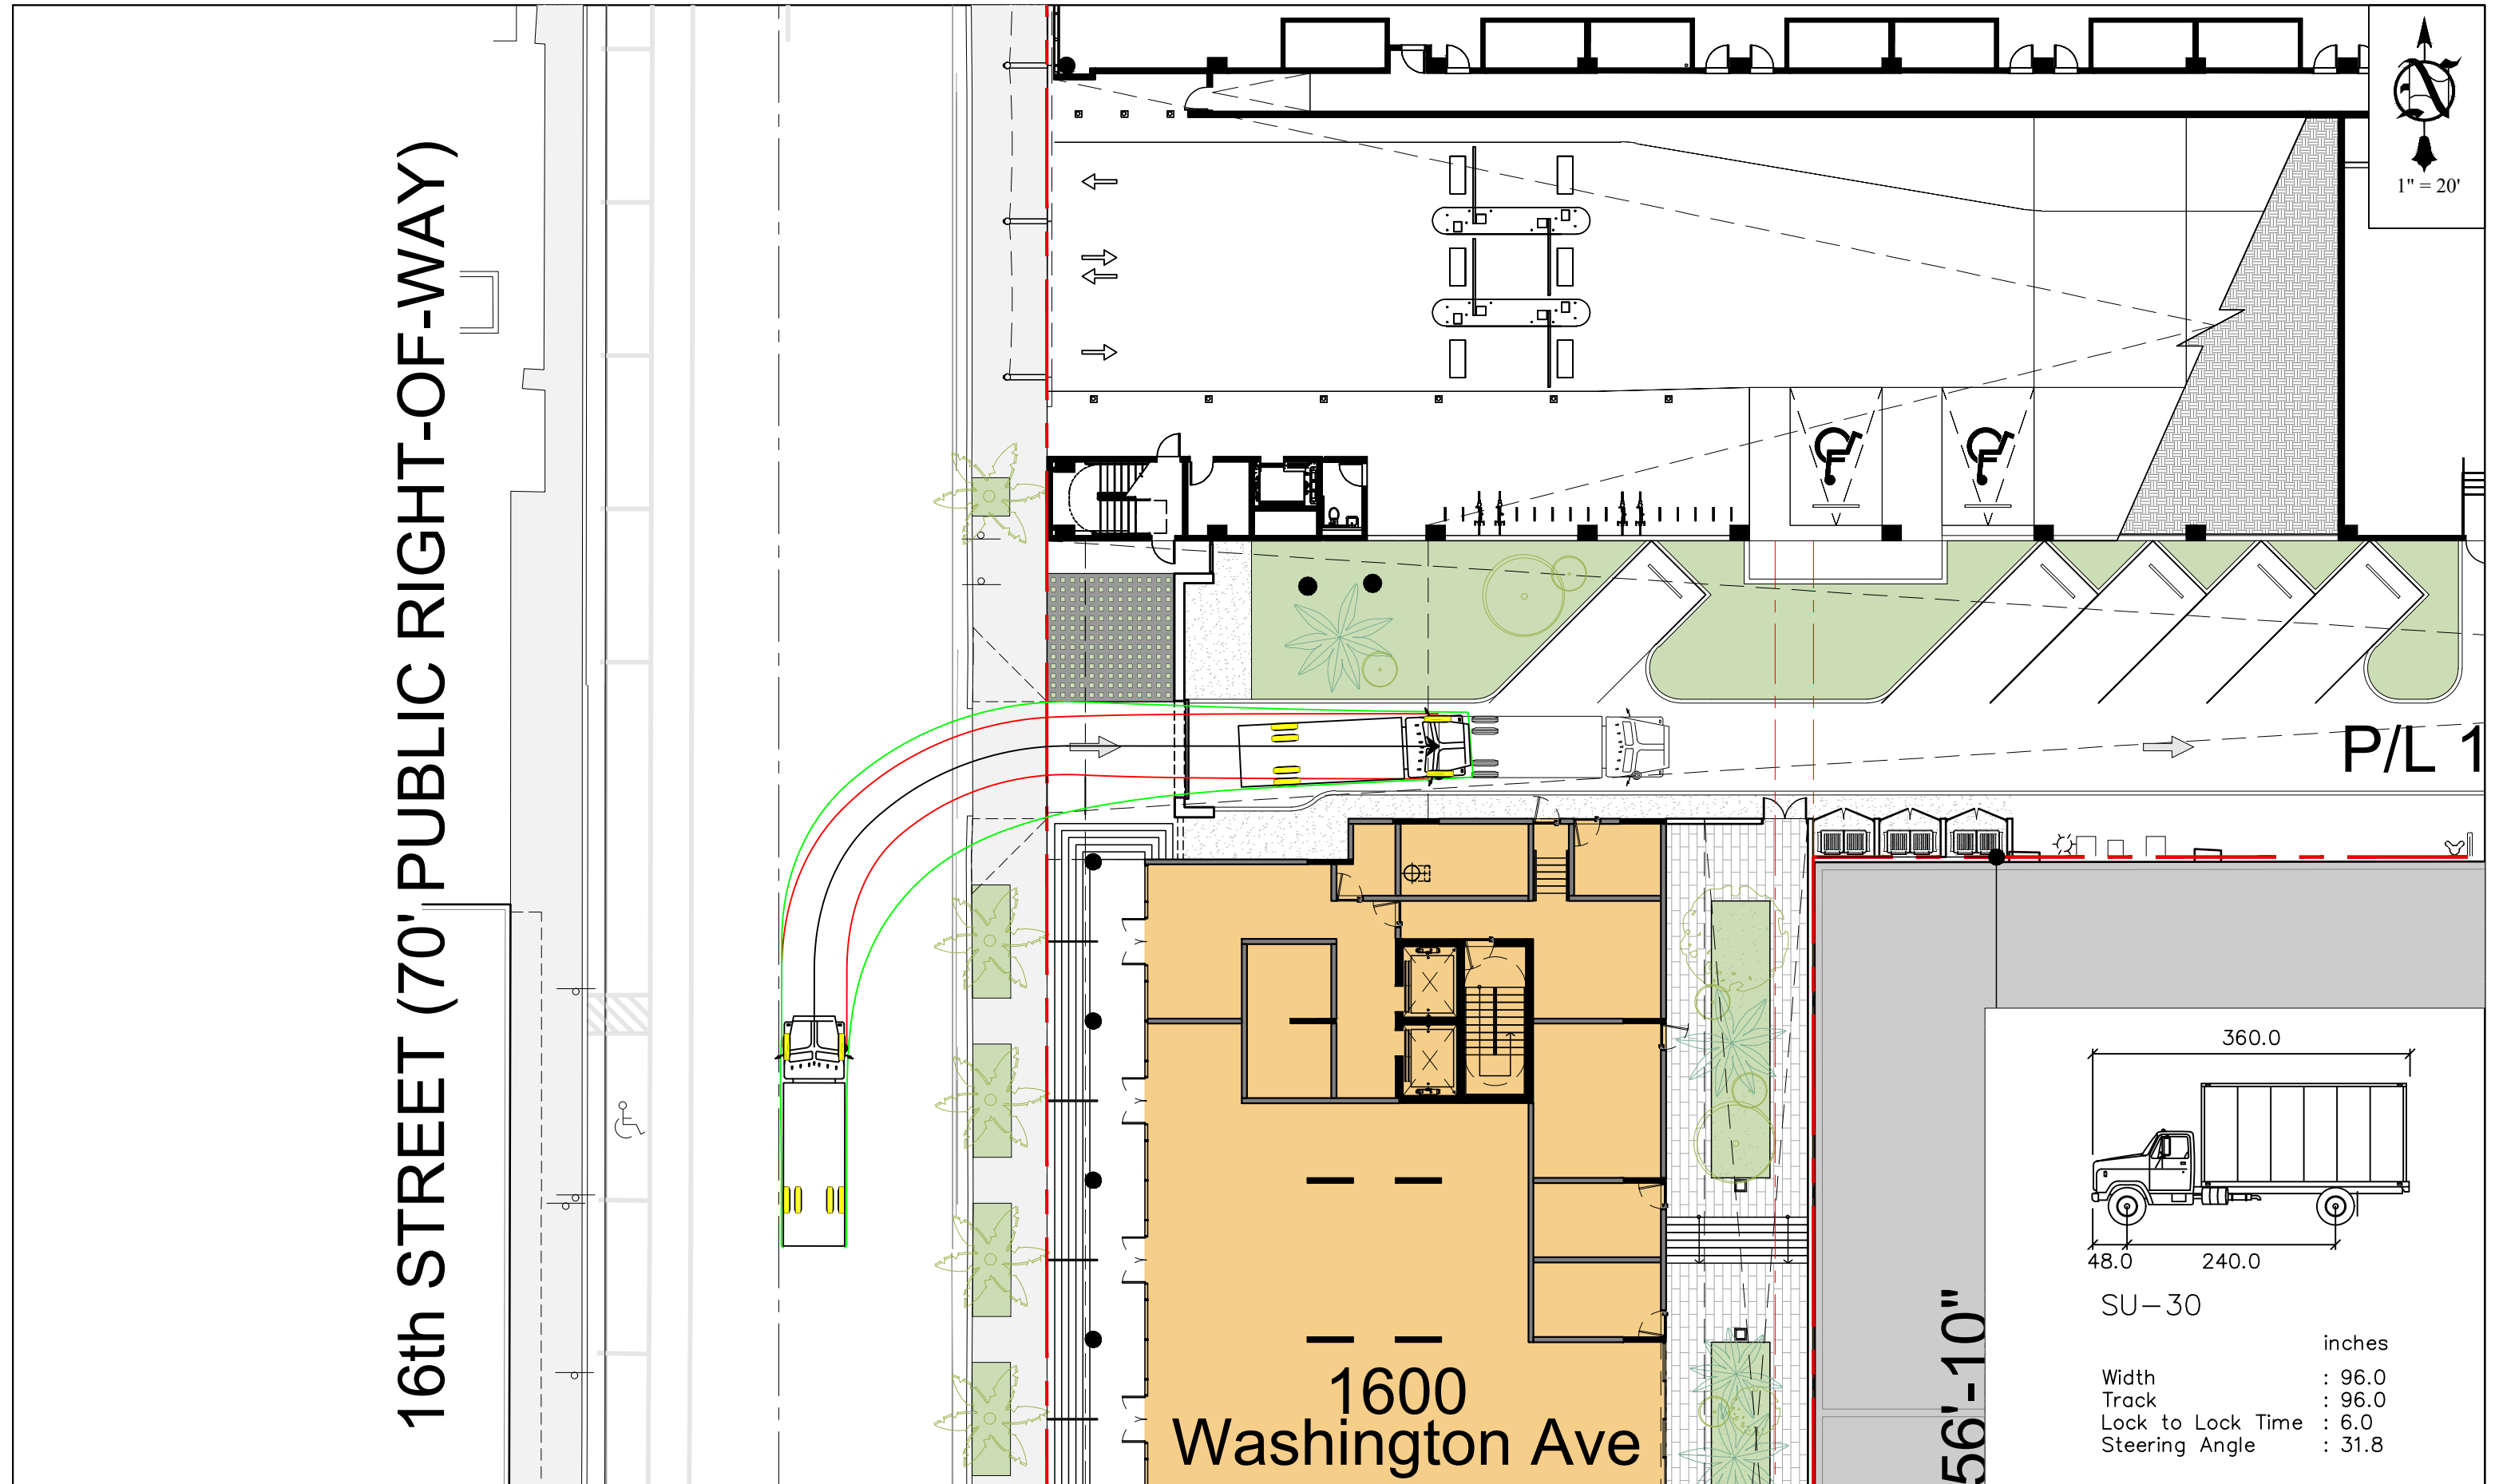 1" = 20'
16th STREET (70' PUBLIC RIGHT-OF-WAY)
P/L 1
1600
Washington Ave
56'-10"
360.0
48.0
240.0
SU-30
inches
Width : 96.0
Track : 96.0
Lock to Lock Time : 6.0
Steering Angle : 31.8